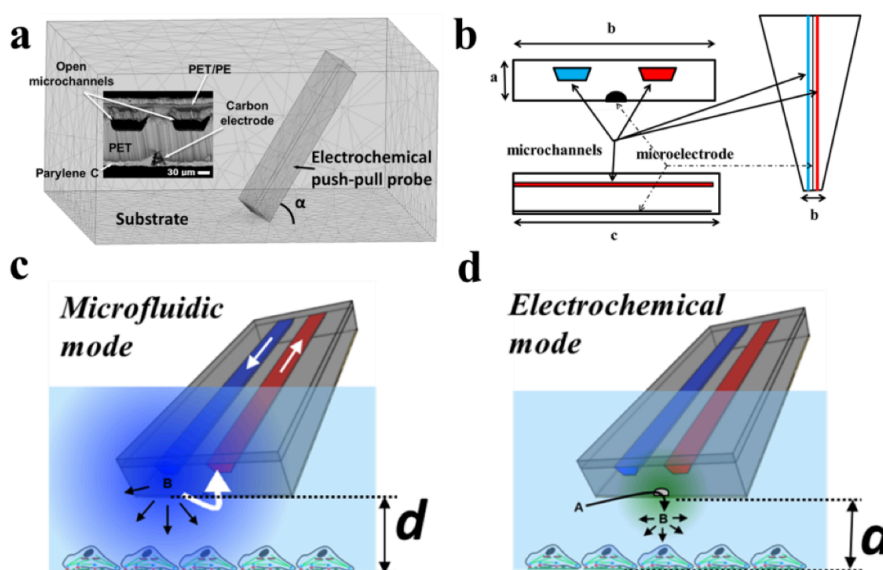 a
Open
microchannels
PET/PE
Carbon
electrode
PET
Parylene C
30 µm
Electrochemical
push-pull probe
α
Substrate
b
b
a
microchannels
microelectrode
b
c
c
Microfluidic
mode
B
d
d
Electrochemical
mode
A
B
d